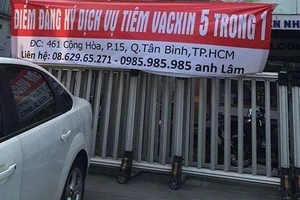 ĐIỂM ĐĂNG KÝ DỊCH VỤ TIÊM VACXIN 5 TRONG 1
ĐC: 461 Cộng Hòa, P.15, Q.Tân Bình,TP.HCM
Liên hệ: 08.629.65.271 - 0985.985.985 anh Lâm